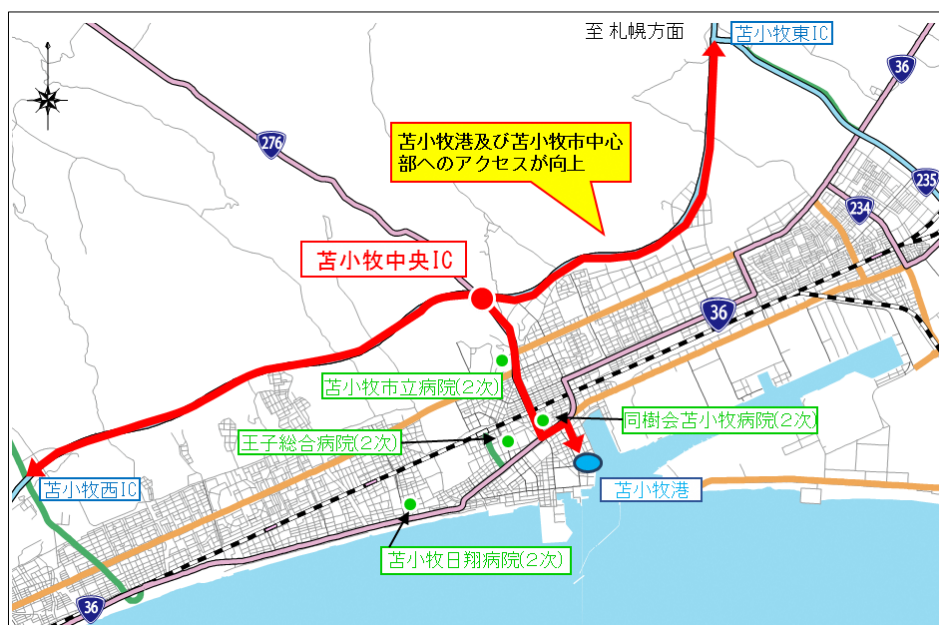 至 札幌方面
苫小牧東IC
36
276
苫小牧港及び苫小牧市中心
部へのアクセスが向上
235
234
苫小牧中央IC
36
苫小牧市立病院(2次)
同樹会苫小牧病院(2次)
王子総合病院(2次)
苫小牧西IC
苫小牧港
苫小牧日翔病院(2次)
36